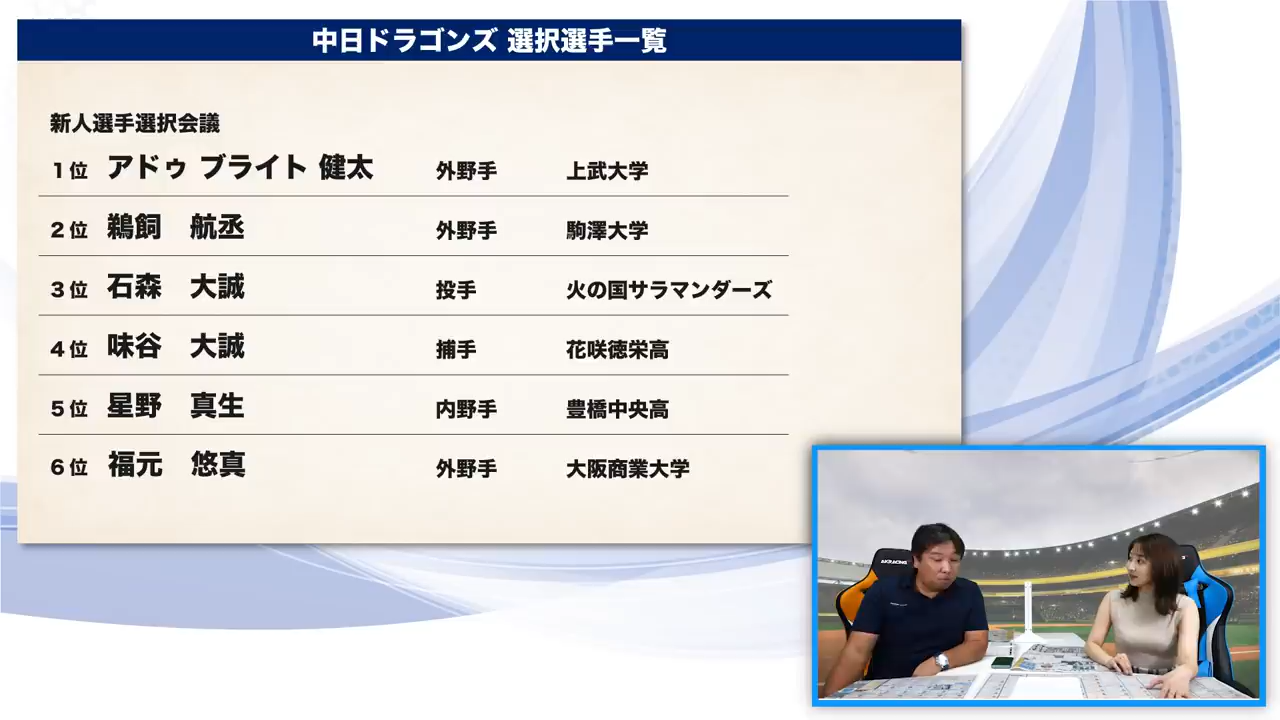 中日ドラゴンズ 選択選手一覧
新人選手選択会議
1位 アドゥ ブライト 健太 外野手 上武大学
2位 鵜飼 航丞 外野手 駒澤大学
3位 石森 大誠 投手 火の国サラマンダーズ
4位 味谷 大誠 捕手 花咲徳栄高
5位 星野 真生 内野手 豊橋中央高
6位 福元 悠真 外野手 大阪商業大学
AKRACING